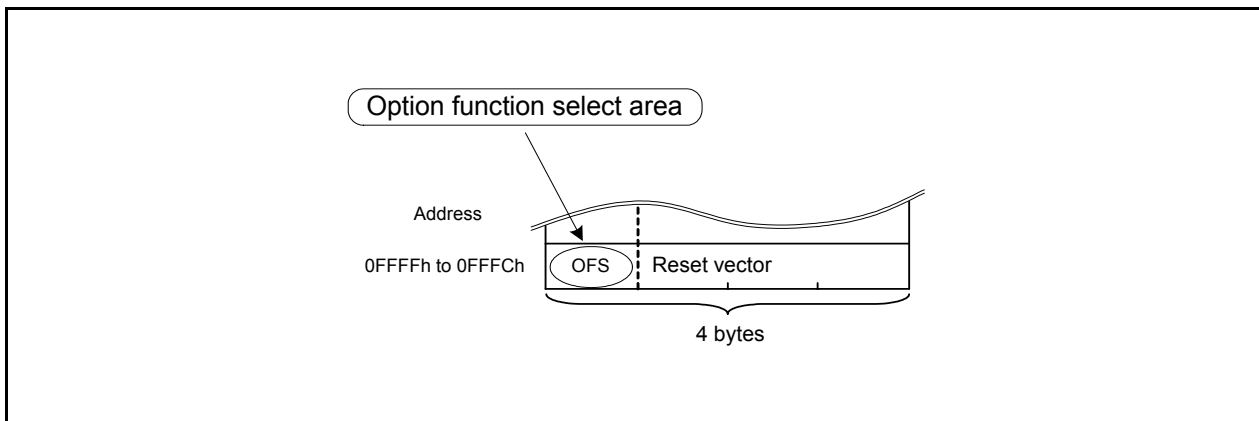 Option function select area
Address
0FFFFh to 0FFFCh
OFS
Reset vector
4 bytes